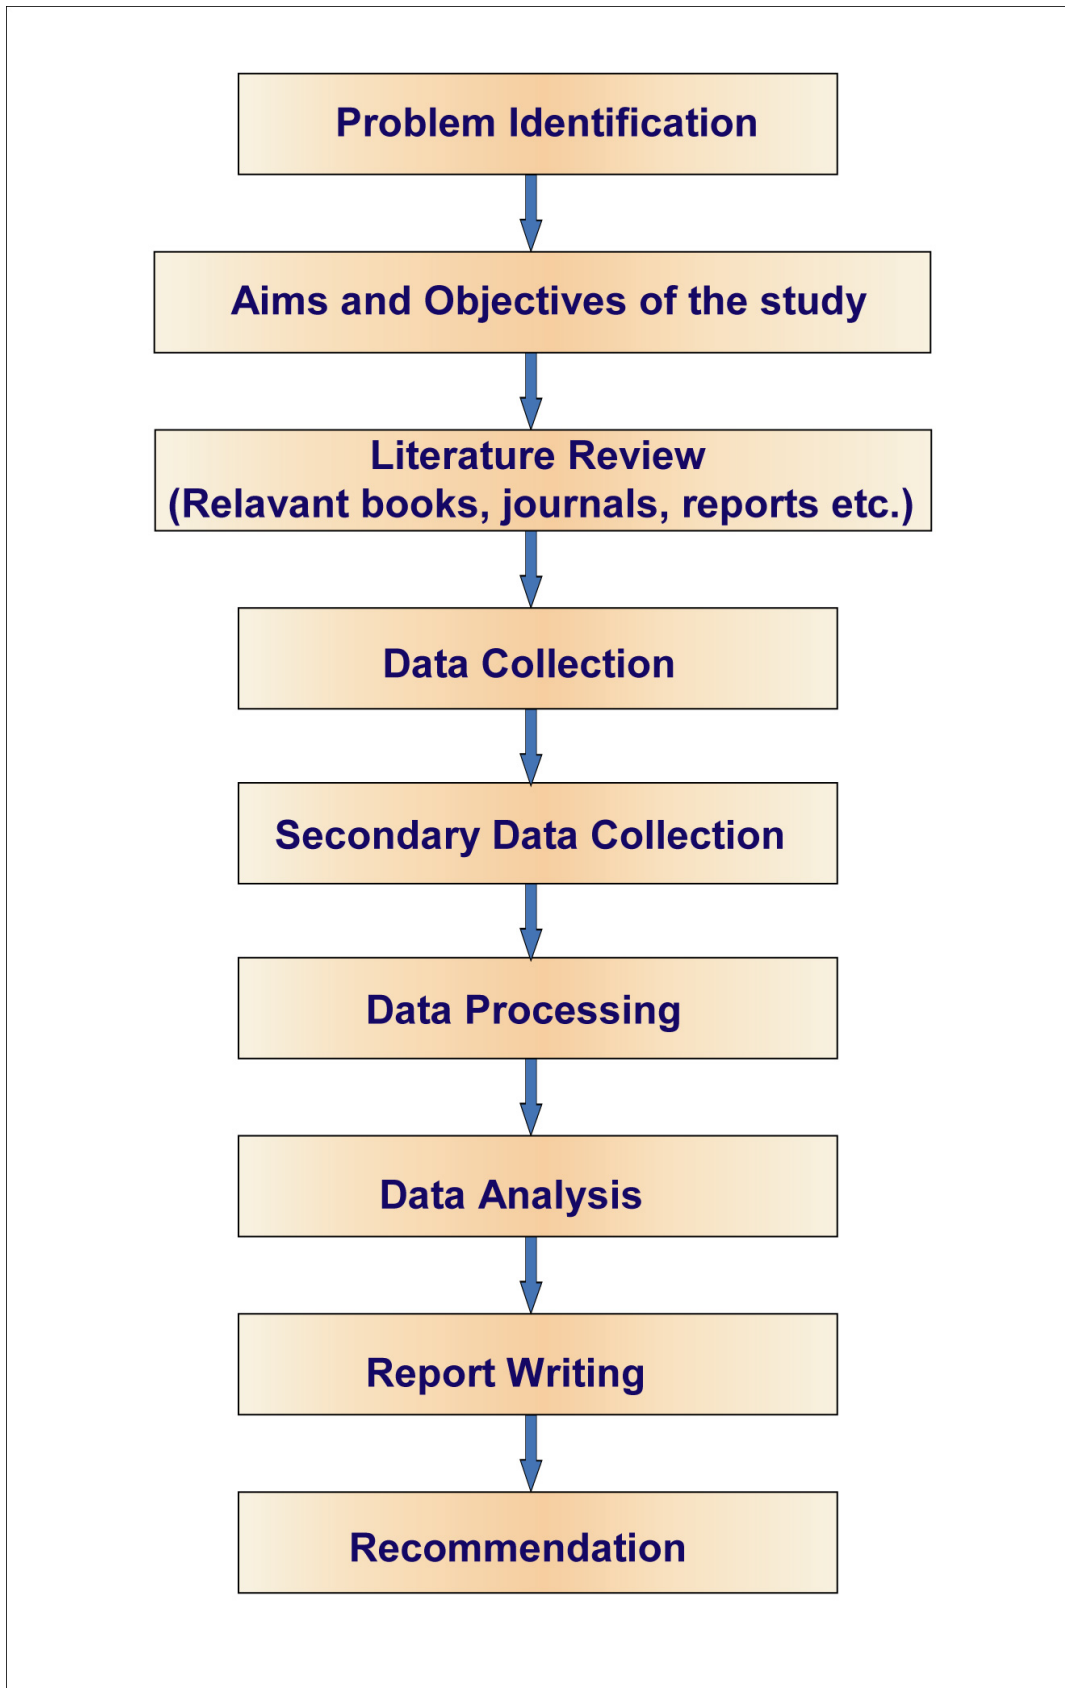 Problem Identification
Aims and Objectives of the study
Literature Review
(Relavant books, journals, reports etc.)
Data Collection
Secondary Data Collection
Data Processing
Data Analysis
Report Writing
Recommendation